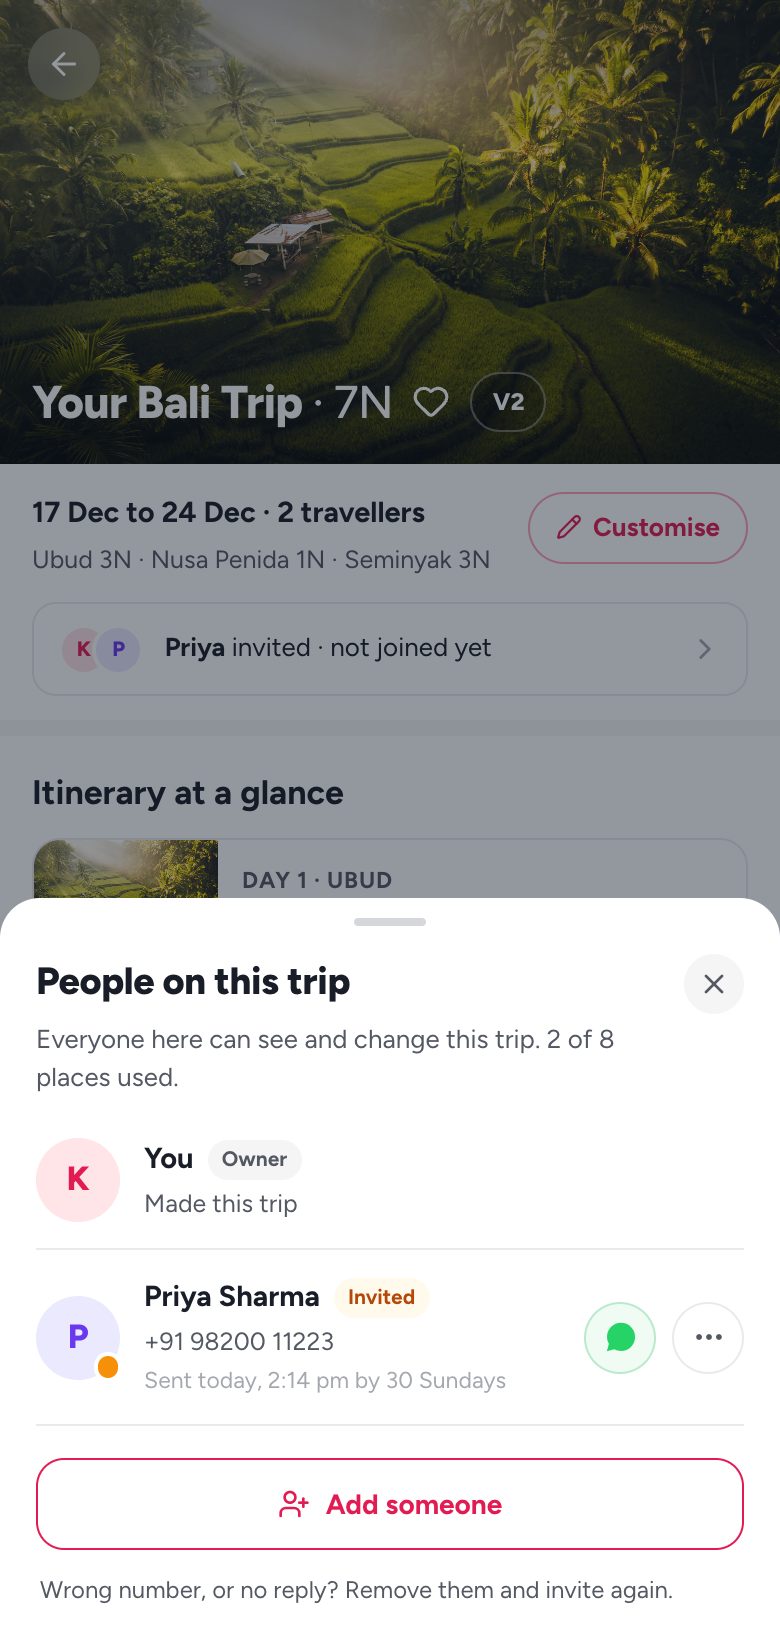 Your Bali Trip · 7N V2
17 Dec to 24 Dec · 2 travellers
Customise
Ubud 3N · Nusa Penida 1N · Seminyak 3N
K P Priya invited · not joined yet
Itinerary at a glance
DAY 1 · UBUD
People on this trip
Everyone here can see and change this trip. 2 of 8
places used.
K
You Owner
Made this trip
P
Priya Sharma Invited
+91 98200 11223
Sent today, 2:14 pm by 30 Sundays
Add someone
Wrong number, or no reply? Remove them and invite again.